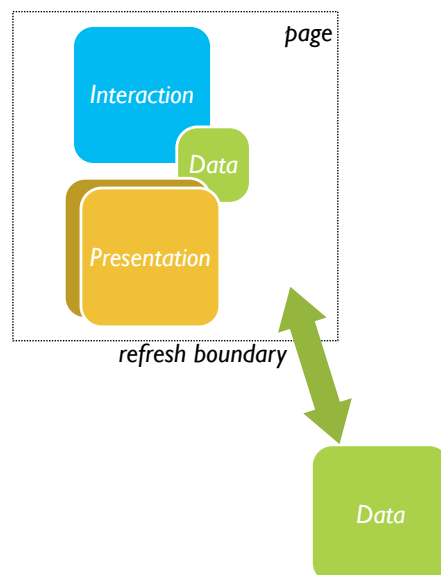 page
Interaction
Data
Presentation
refresh boundary
Data